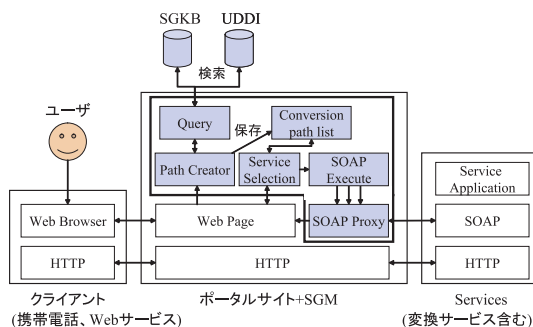 SGKB
UDDI
検索
ユーザ
Query
保存
Conversion
path list
Path Creator
Service
Selection
SOAP
Execute
Service
Application
Web Browser
Web Page
SOAP Proxy
SOAP
HTTP
HTTP
HTTP
クライアント
(携帯電話、Webサービス)
ポータルサイト+SGM
Services
(変換サービス含む)